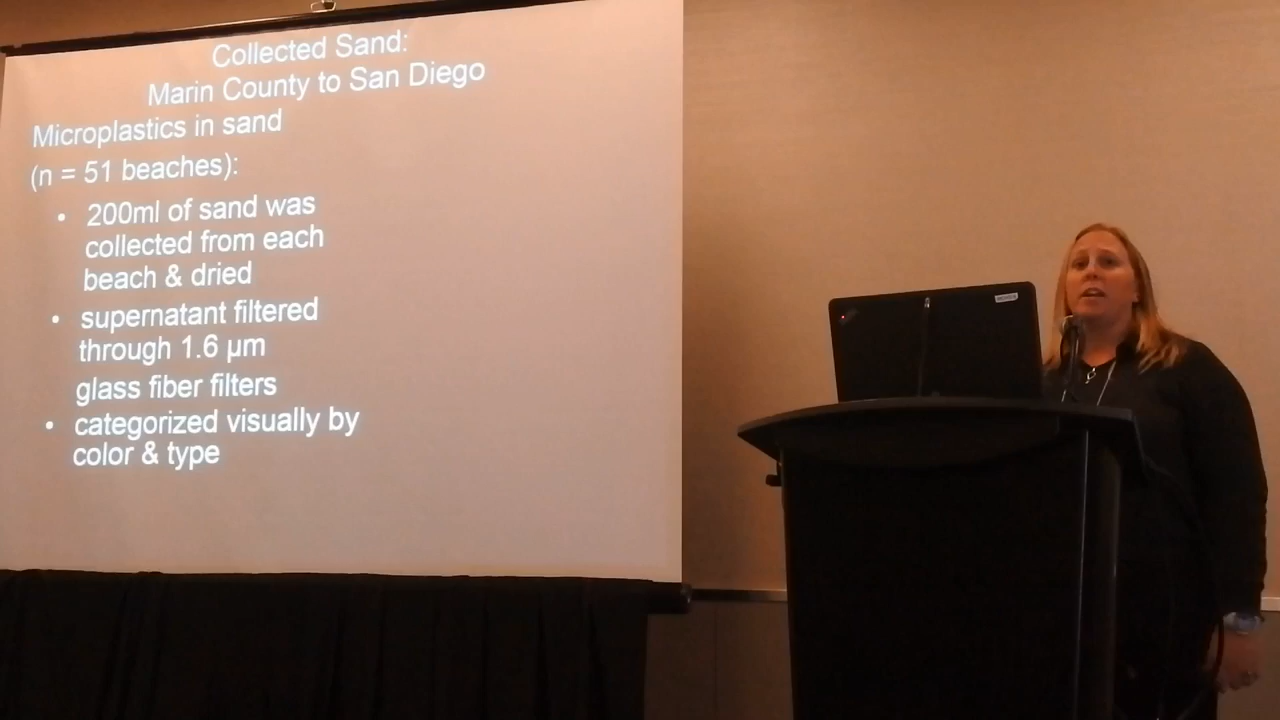 Collected Sand:
Marin County to San Diego
Microplastics in sand
(n = 51 beaches):
• 200ml of sand was
collected from each
beach & dried
• supernatant filtered
through 1.6 µm
glass fiber filters
• categorized visually by
color & type